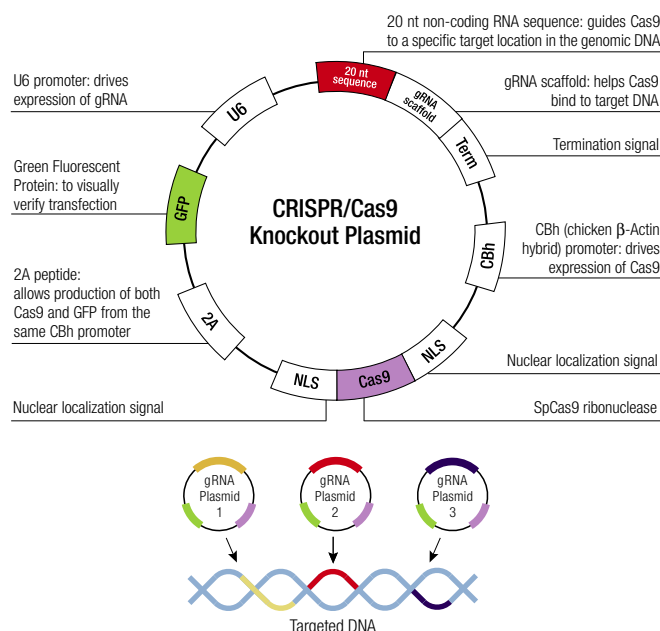 20 nt non-coding RNA sequence: guides Cas9
to a specific target location in the genomic DNA
U6 promoter: drives
expression of gRNA
20 nt
sequence
gRNA
scaffold
gRNA scaffold: helps Cas9
bind to target DNA
U6
Term
Termination signal
Green Fluorescent
Protein: to visually
verify transfection
GFP
CRISPR/Cas9
Knockout Plasmid
CBh
CBh (chicken β-Actin
hybrid) promoter: drives
expression of Cas9
2A peptide:
allows production of both
Cas9 and GFP from the
same CBh promoter
2A
NLS
Cas9
NLS
Nuclear localization signal
Nuclear localization signal
SpCas9 ribonuclease
gRNA
Plasmid
1
gRNA
Plasmid
2
gRNA
Plasmid
3
Targeted DNA